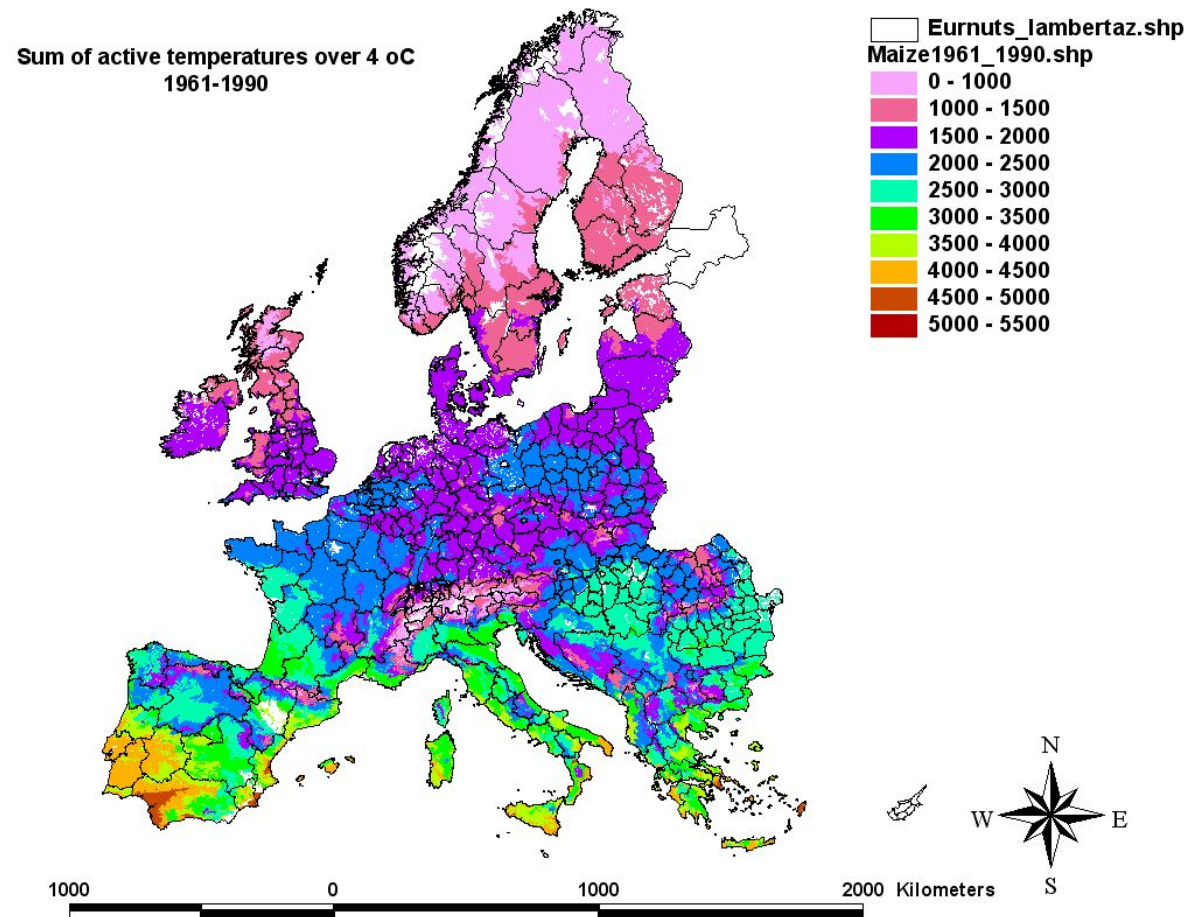 Sum of active temperatures over 4 oC
1961-1990
Eurnuts_lambertaz.shp
Maize1961_1990.shp
0 - 1000
1000 - 1500
1500 - 2000
2000 - 2500
2500 - 3000
3000 - 3500
3500 - 4000
4000 - 4500
4500 - 5000
5000 - 5500
N
W E
S
1000 0 1000 2000 Kilometers